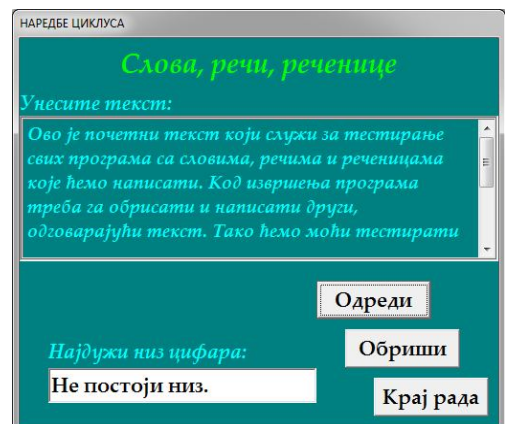 НАРЕДБЕ ЦИКЛУСА
Слова, речи, реченице
Унесите текст:
Ово је почетни текст који служи за тестирање
свих програма са словима, речима и реченицама
које ћемо написати. Код извршења програма
треба га обрисати и написати други,
одговарајући текст. Тако ћемо моћи тестирати
Одреди
Најдужи низ цифара:
Обриши
Не постоји низ.
Крај рада